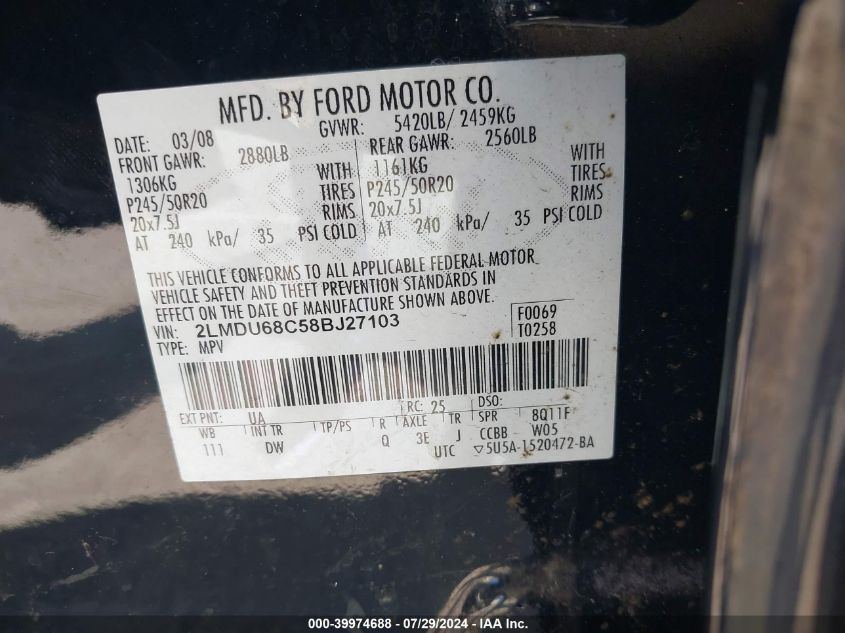 MFD. BY FORD MOTOR CO.
DATE: 03/08 GVWR: 5420LB/ 2459KG
FRONT GAWR: 2880LB REAR GAWR: 2560LB
1306KG WITH 1161KG WITH
P245/50R20 TIRES P245/50R20 TIRES
20x7.5J RIMS 20x7.5J RIMS
AT 240 kPa/ 35 PSI COLD AT 240 kPa/ 35 PSI COLD
THIS VEHICLE CONFORMS TO ALL APPLICABLE FEDERAL MOTOR
VEHICLE SAFETY AND THEFT PREVENTION STANDARDS IN
EFFECT ON THE DATE OF MANUFACTURE SHOWN ABOVE.
VIN: 2LMDU68C58BJ27103 F0069
TYPE: MPV T0258
EXT PNT: UA RC: 25 DSO:
WB INT TR TP/PS R AXLE TR SPR 8Q11F
111 DW Q 3E J CCBB W05
UTC ▽5U5A-1520472-BA
000-39974688 - 07/29/2024 - IAA Inc.